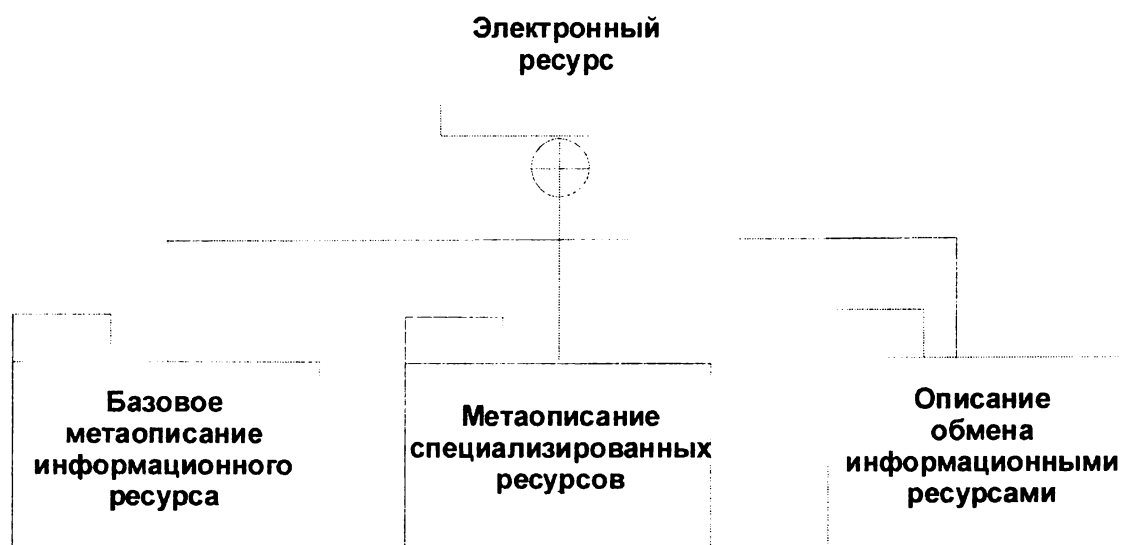 Электронный
ресурс
Базовое
метаописание
информационного
ресурса
Метаописание
специализированных
ресурсов
Описание
обмена
информационными
ресурсами